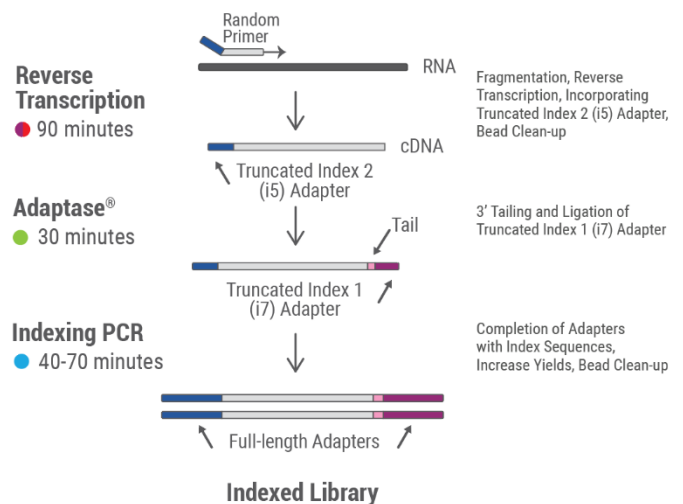 Random
Primer
RNA
Reverse
Transcription
90 minutes
Fragmentation, Reverse
Transcription, Incorporating
Truncated Index 2 (i5) Adapter,
Bead Clean-up
cDNA
Truncated Index 2
(i5) Adapter
Adaptase®
30 minutes
Tail
3’ Tailing and Ligation of
Truncated Index 1 (i7) Adapter
Truncated Index 1
(i7) Adapter
Indexing PCR
40-70 minutes
Completion of Adapters
with Index Sequences,
Increase Yields, Bead Clean-up
Full-length Adapters
Indexed Library